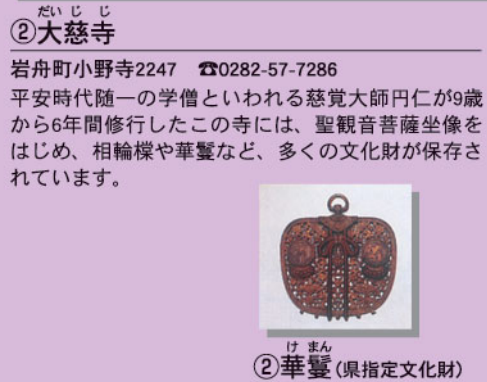 だいじじ
②大慈寺
岩舟町小野寺2247 ☎0282-57-7286
平安時代随一の学僧といわれる慈覚大師円仁が9歳
から6年間修行したこの寺には、聖観音菩薩坐像を
はじめ、相輪橖や華鬘など、多くの文化財が保存さ
れています。
けまん
②華鬘(県指定文化財)